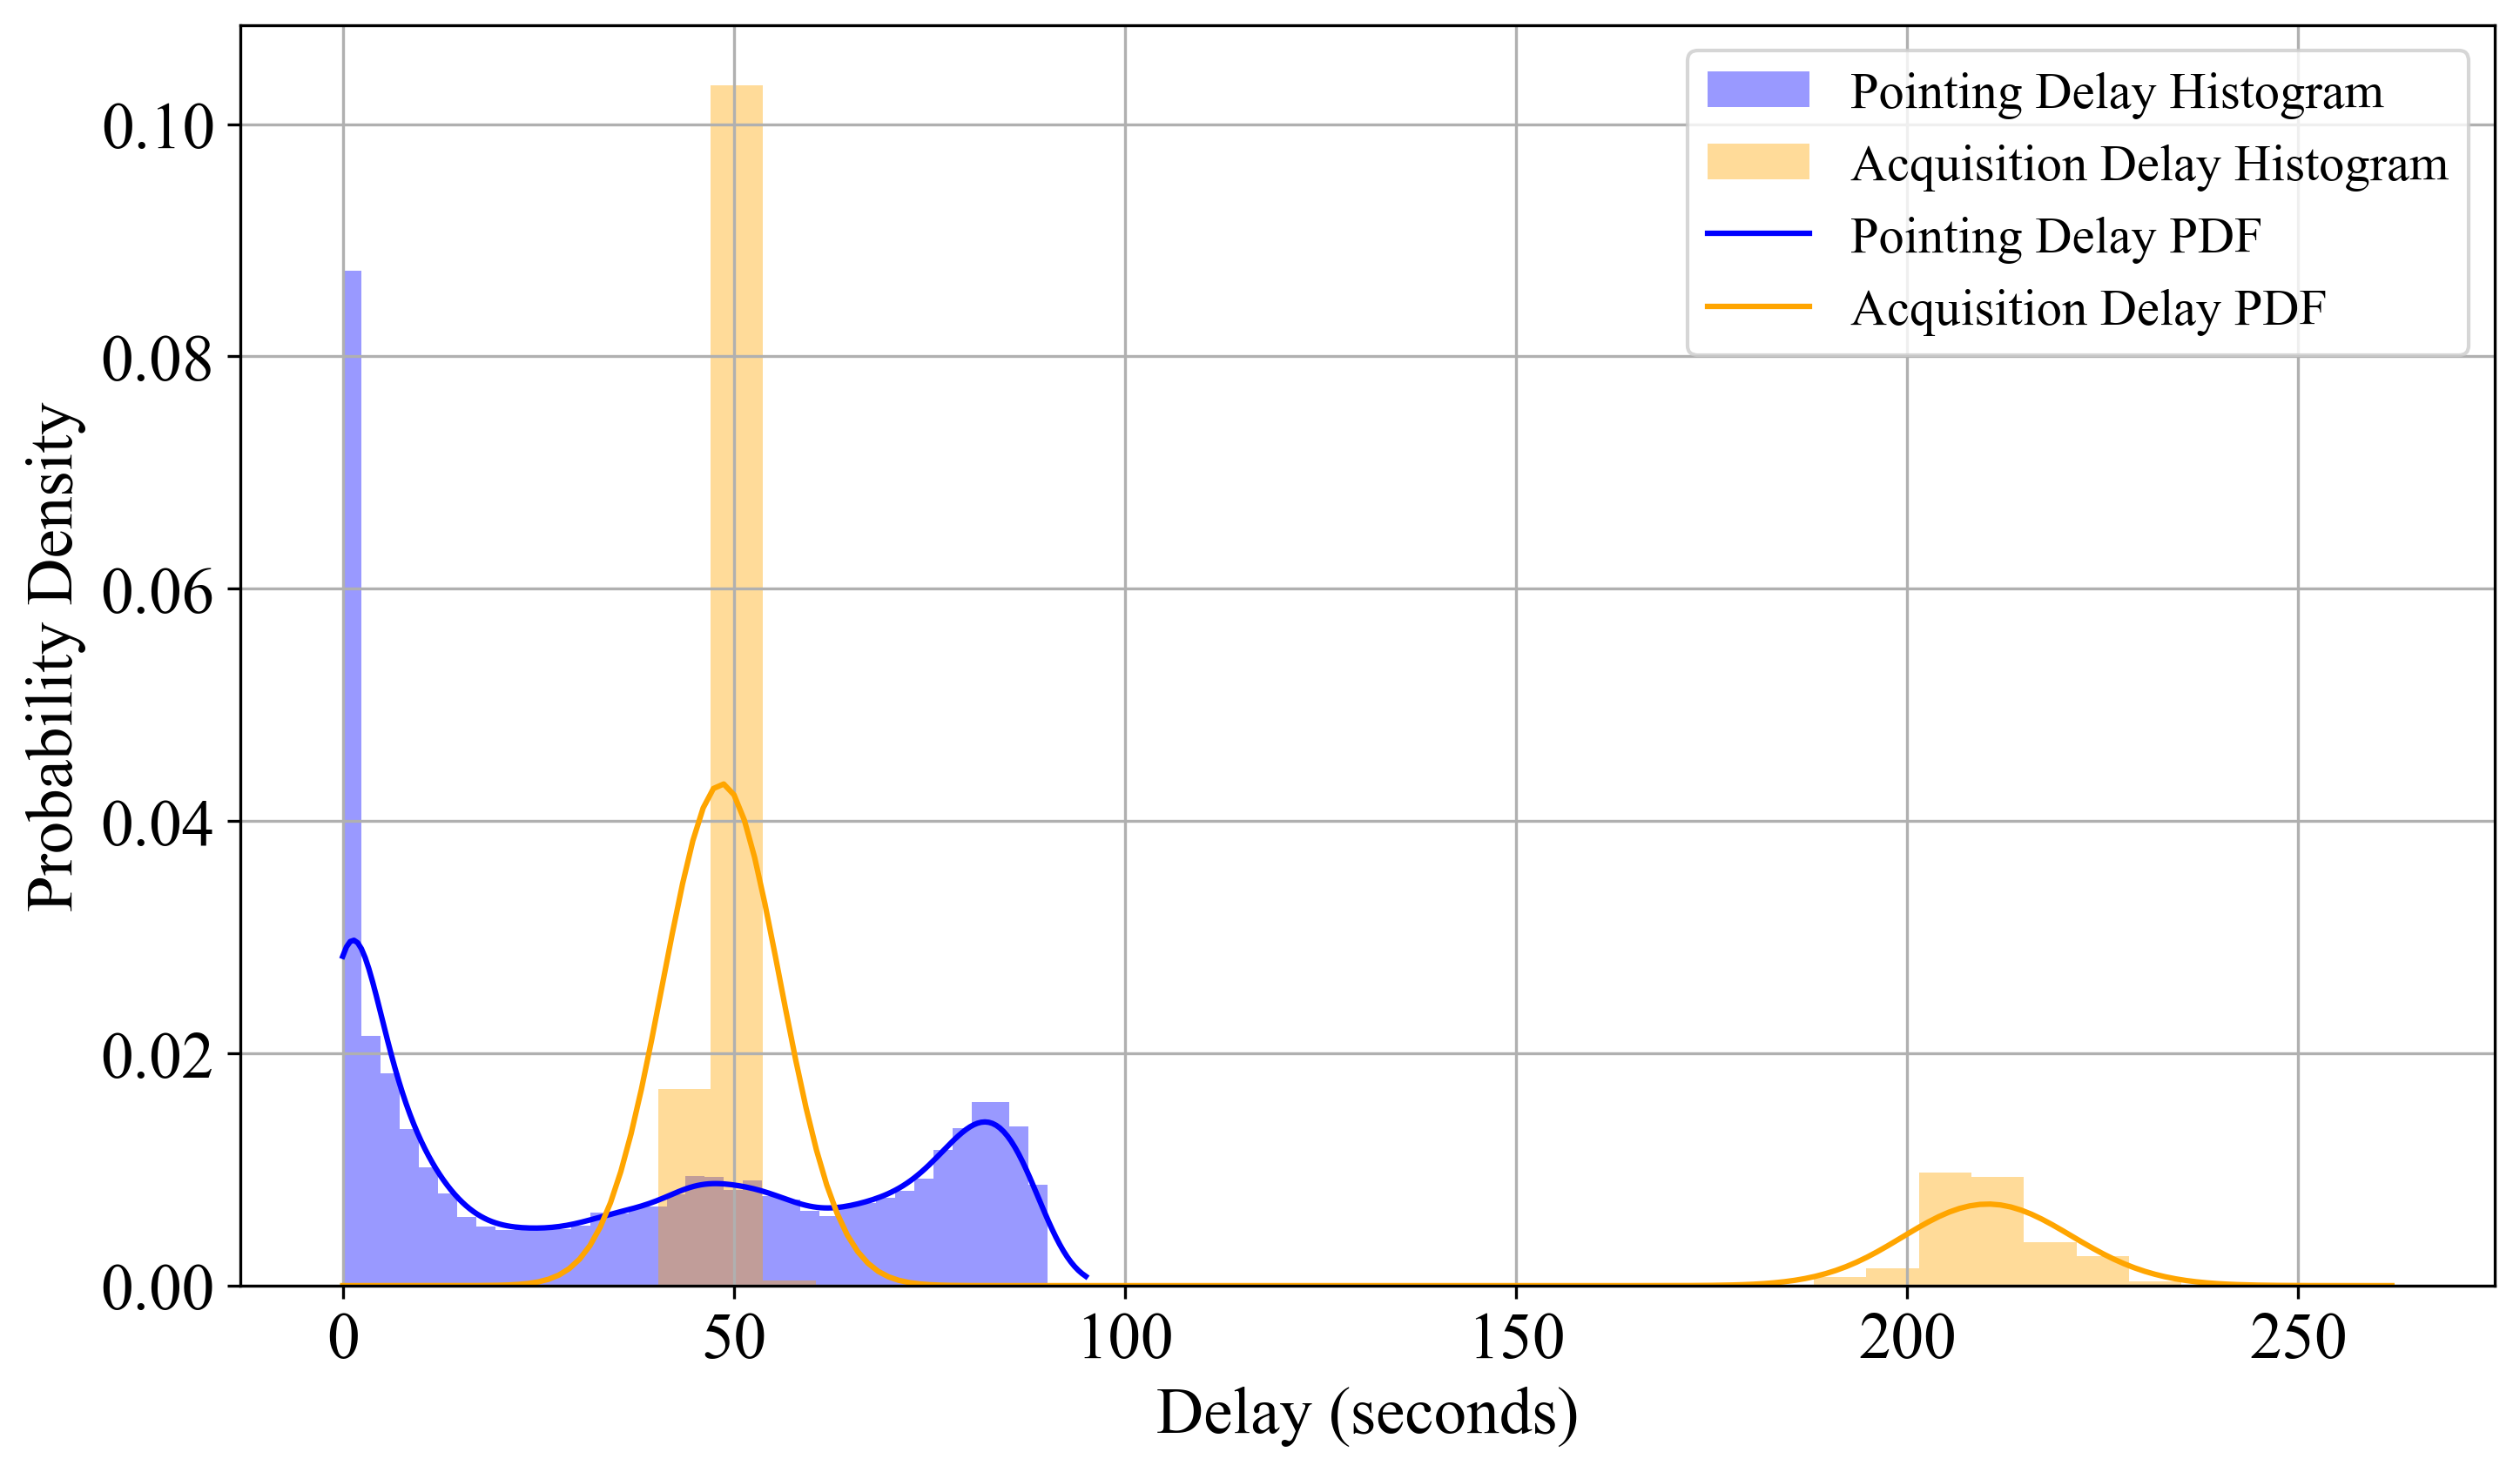 Pointing Delay Histogram
Acquisition Delay Histogram
Pointing Delay PDF
Acquisition Delay PDF
Probability Density
0.10
0.08
0.06
0.04
0.02
0.00
0 50 100 150 200 250
Delay (seconds)